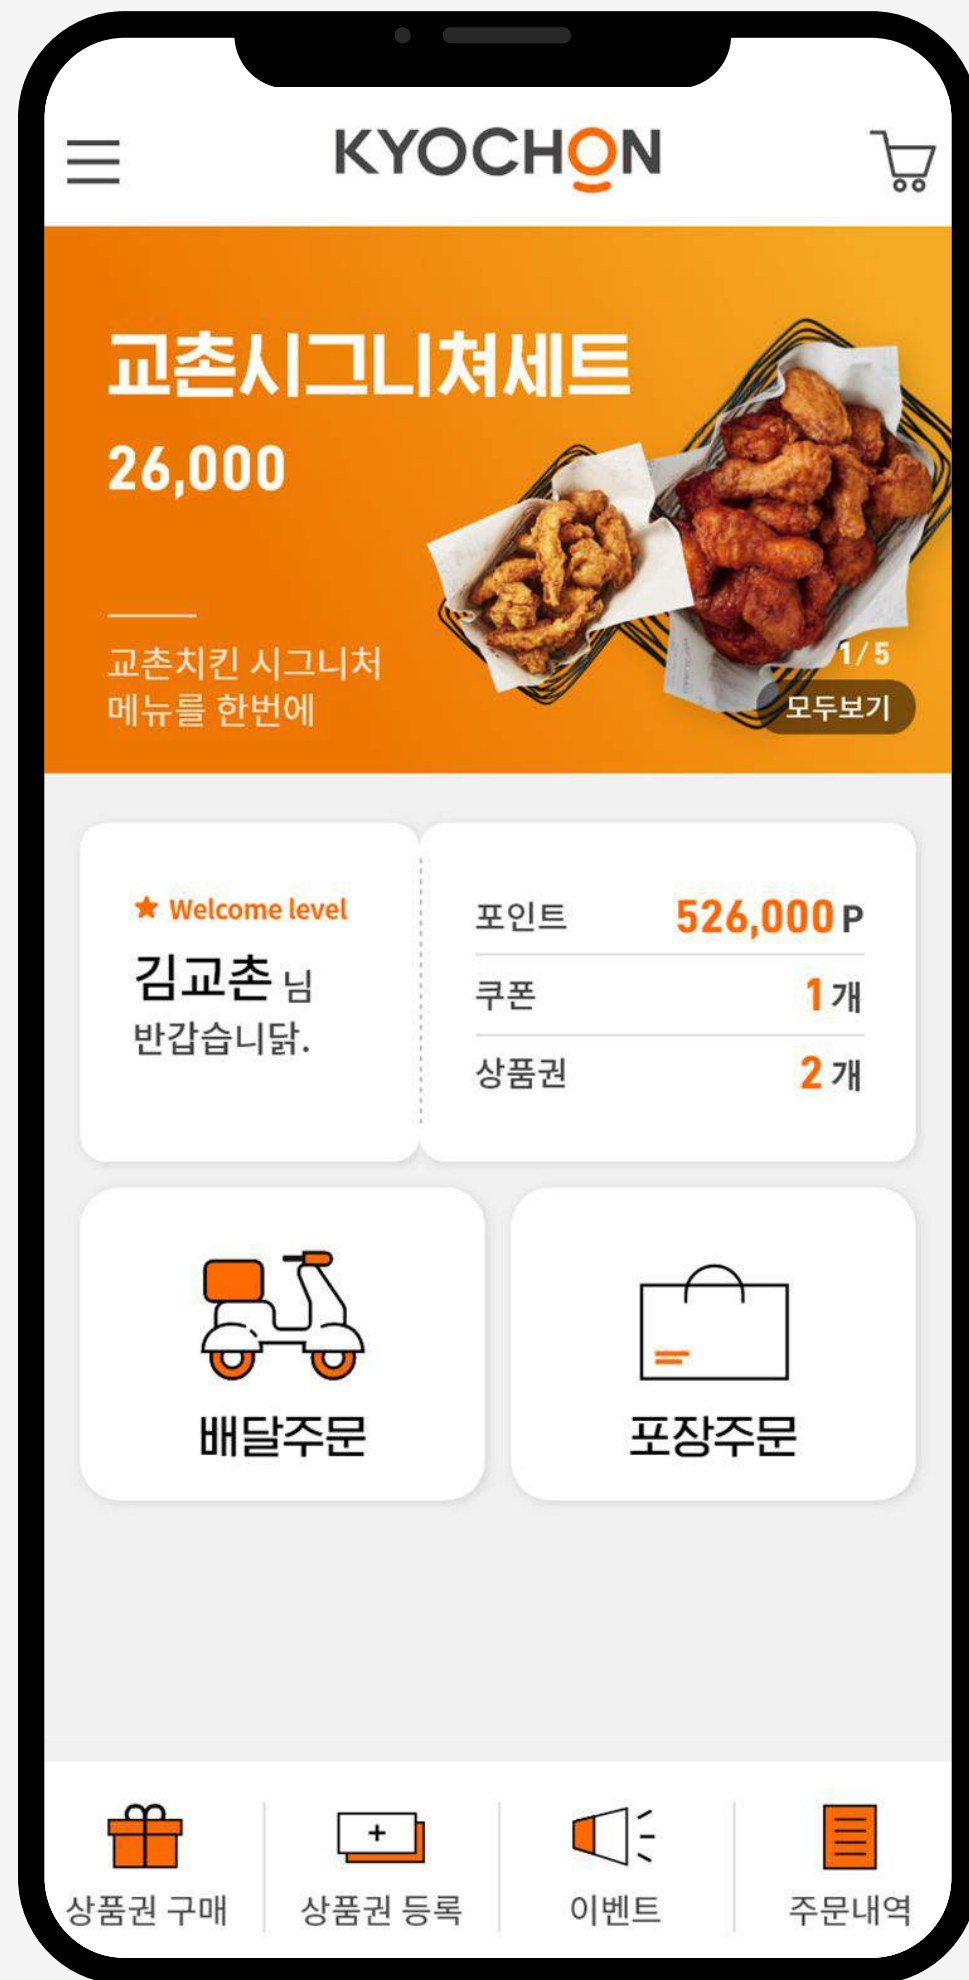 KYOCHON
교촌시그니쳐세트
26,000
교촌치킨 시그니처
메뉴를 한번에
1/5
모두보기
★ Welcome level
김교촌 님
반갑습니닭.
포인트 526,000 P
쿠폰 1 개
상품권 2 개
배달주문
포장주문
상품권 구매
상품권 등록
이벤트
주문내역